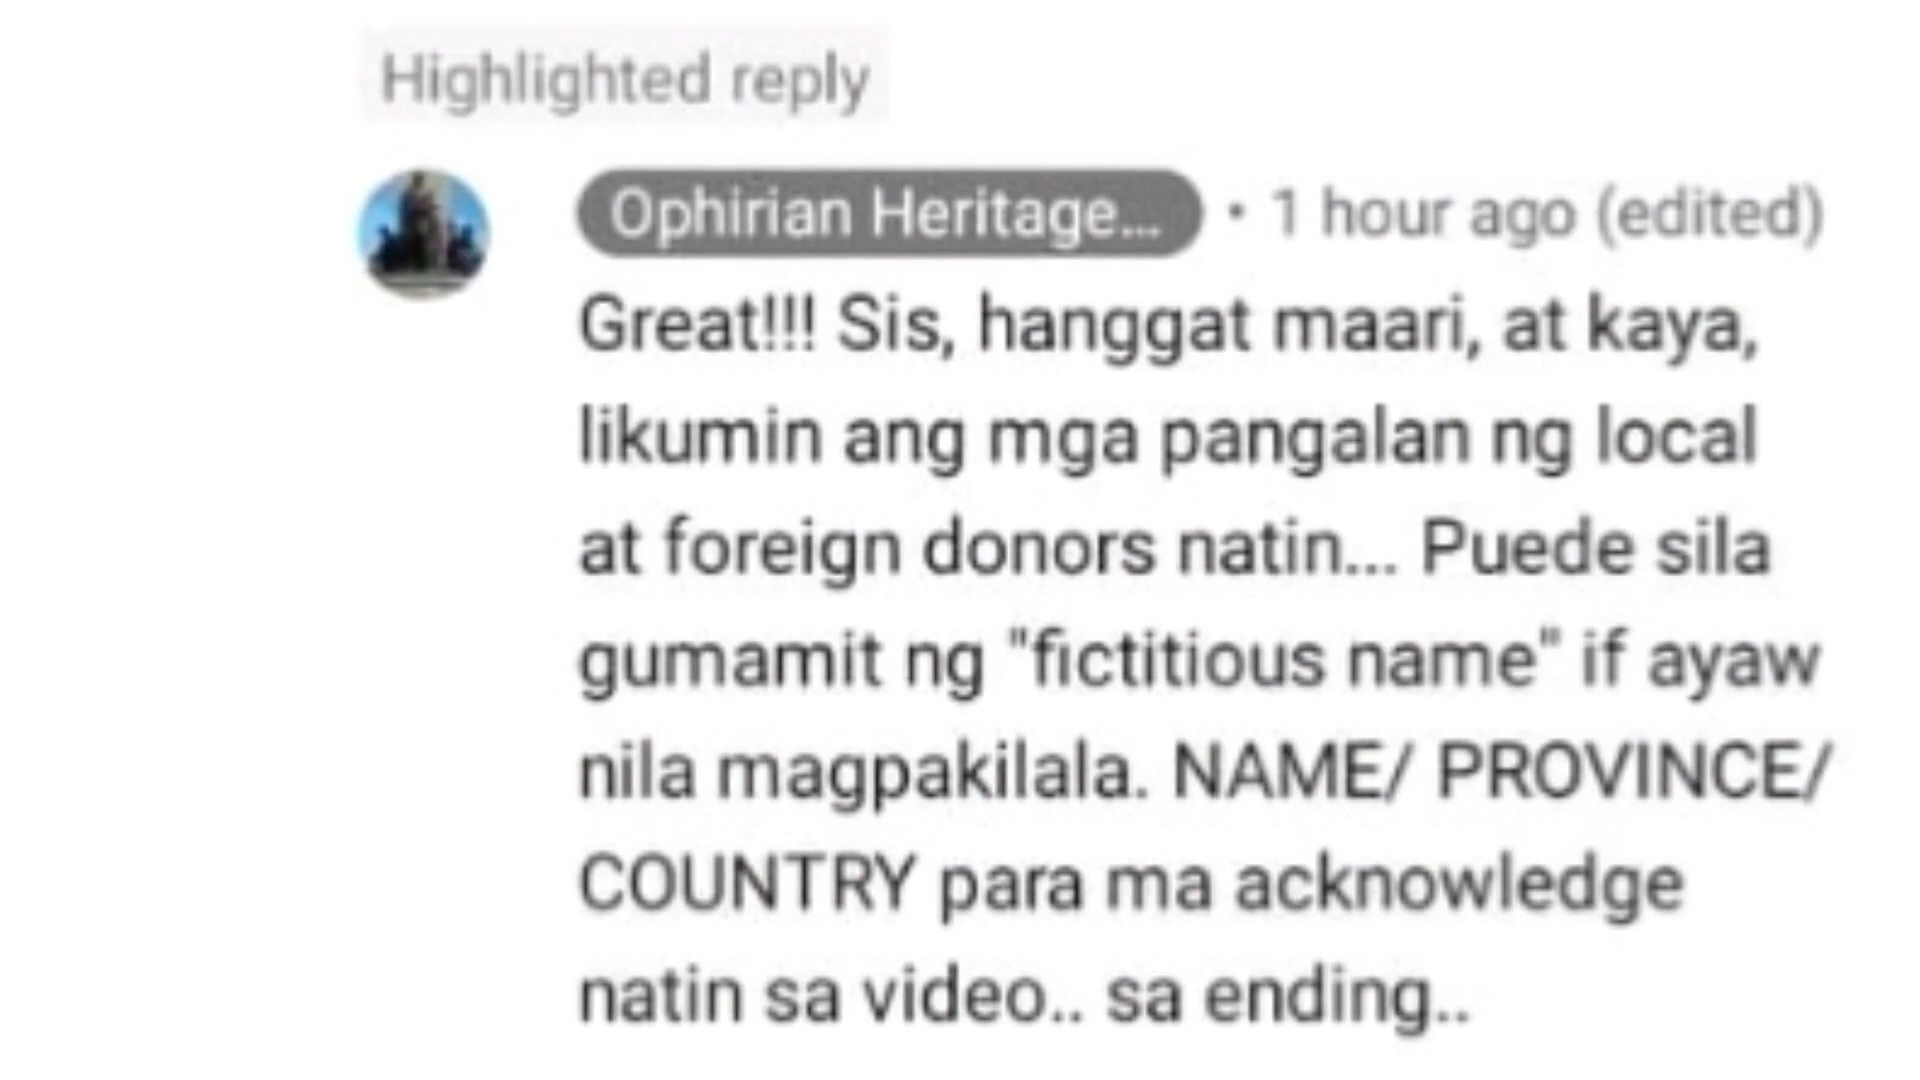 Highlighted reply
Ophirian Heritage... • 1 hour ago (edited)
Great!!! Sis, hanggat maari, at kaya,
likumin ang mga pangalan ng local
at foreign donors natin... Puede sila
gumamit ng "fictitious name" if ayaw
nila magpakilala. NAME/ PROVINCE/
COUNTRY para ma acknowledge
natin sa video.. sa ending..